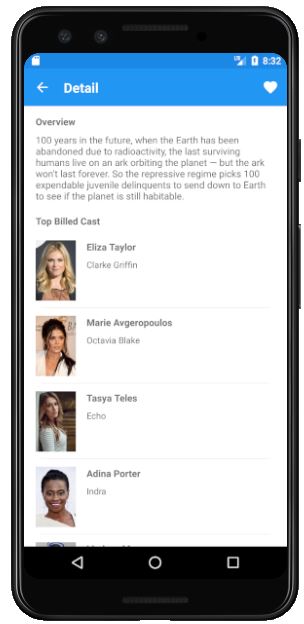 8:32
Detail
Overview
100 years in the future, when the Earth has been
abandoned due to radioactivity, the last surviving
humans live on an ark orbiting the planet — but the ark
won't last forever. So the repressive regime picks 100
expendable juvenile delinquents to send down to Earth
to see if the planet is still habitable.
Top Billed Cast
Eliza Taylor
Clarke Griffin
Marie Avgeropoulos
Octavia Blake
Tasya Teles
Echo
Adina Porter
Indra